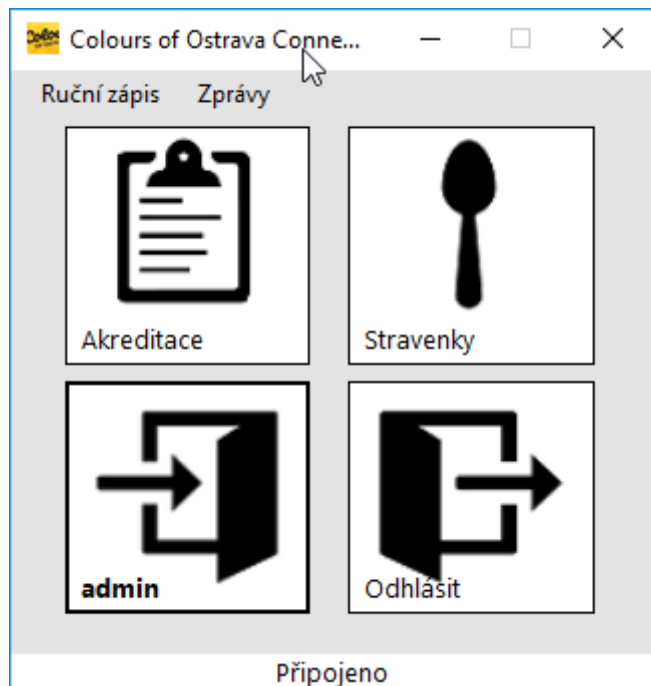 Colours of Ostrava Conne...
Ruční zápis Zprávy
Akreditace
Stravenky
admin
Odhlásit
Připojeno